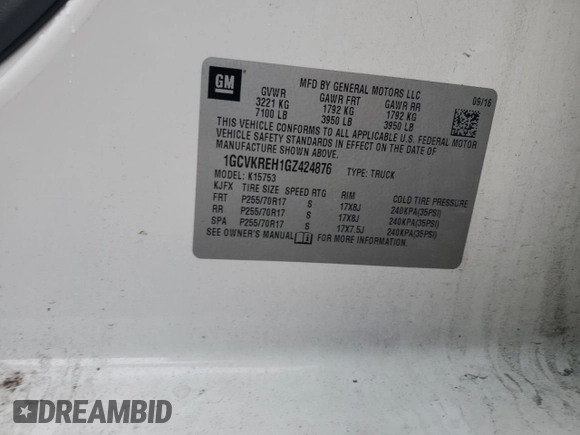 GM
MFD BY GENERAL MOTORS LLC
09/16
GVWR GAWR FRT GAWR RR
3221 KG 1792 KG 1792 KG
7100 LB 3950 LB 3950 LB
THIS VEHICLE CONFORMS TO ALL APPLICABLE U.S. FEDERAL MOTOR
VEHICLE SAFETY STANDARDS IN EFFECT ON THE DATE OF
MANUFACTURE SHOWN ABOVE.
1GCVKREH1GZ424876 TYPE: TRUCK
MODEL: K15753
KJFX TIRE SIZE SPEED RTG RIM COLD TIRE PRESSURE
FRT P255/70R17 S 17X8J 240KPA(35PSI)
RR P255/70R17 S 17X8J 240KPA(35PSI)
SPA P255/70R17 S 17X7.5J 240KPA(35PSI)
SEE OWNER'S MANUAL FOR MORE INFORMATION.
DREAMBID